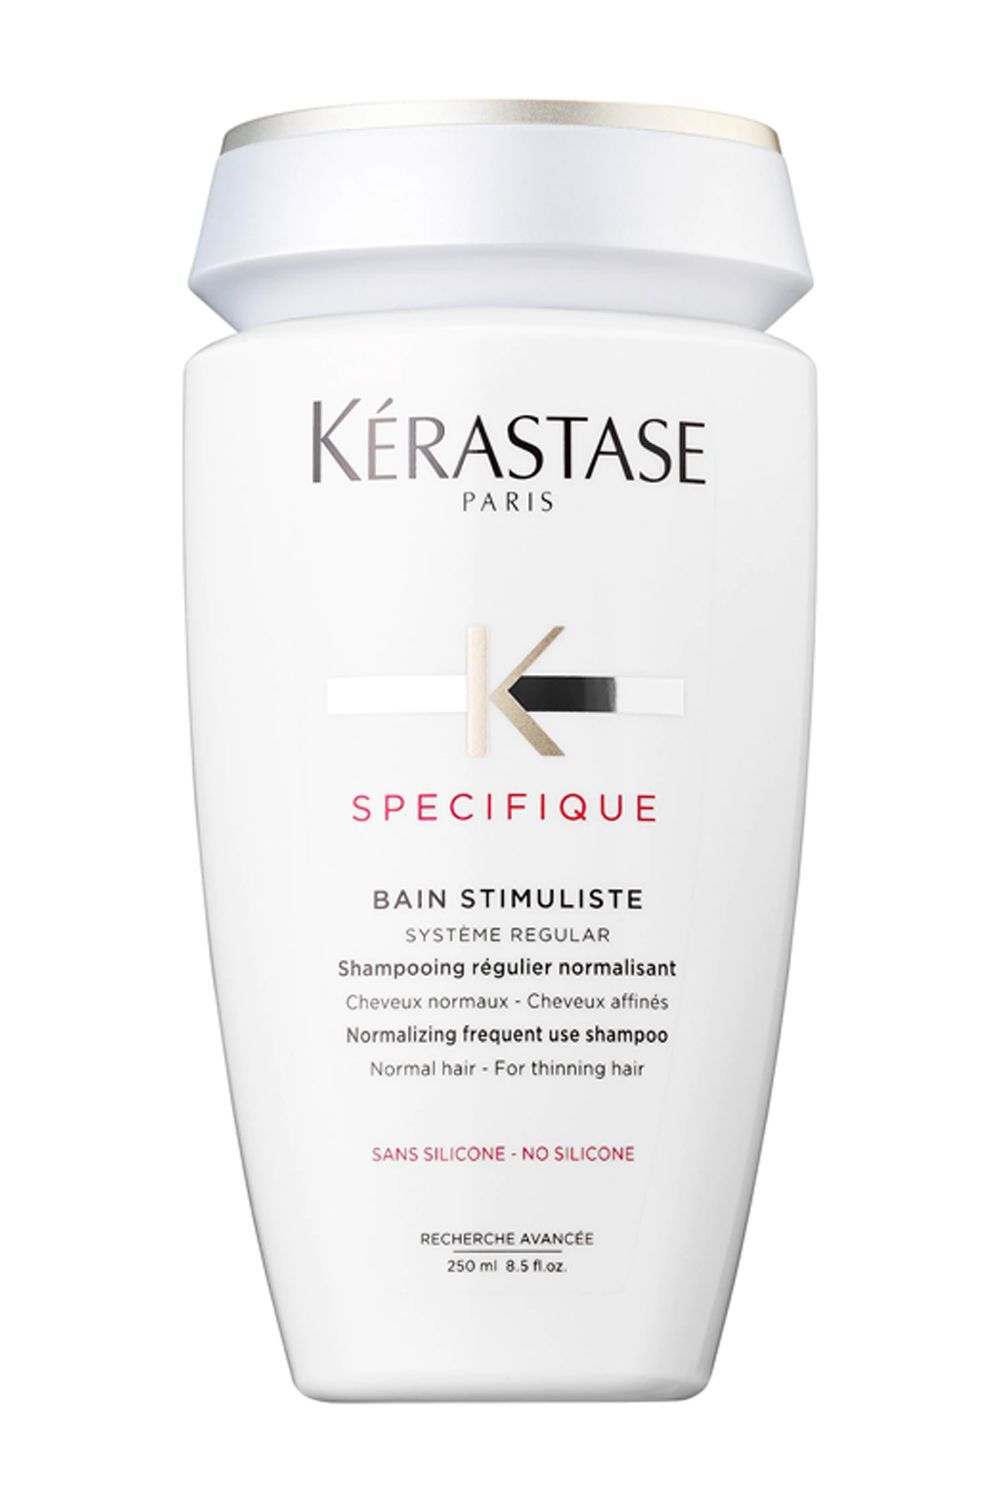 KÉRASTASE
PARIS
K
SPECIFIQUE
BAIN STIMULISTE
SYSTÈME REGULAR
Shampooing régulier normalisant
Cheveux normaux - Cheveux affinés
Normalizing frequent use shampoo
Normal hair - For thinning hair
SANS SILICONE - NO SILICONE
RECHERCHE AVANCÉE
250 ml 8.5 fl.oz.